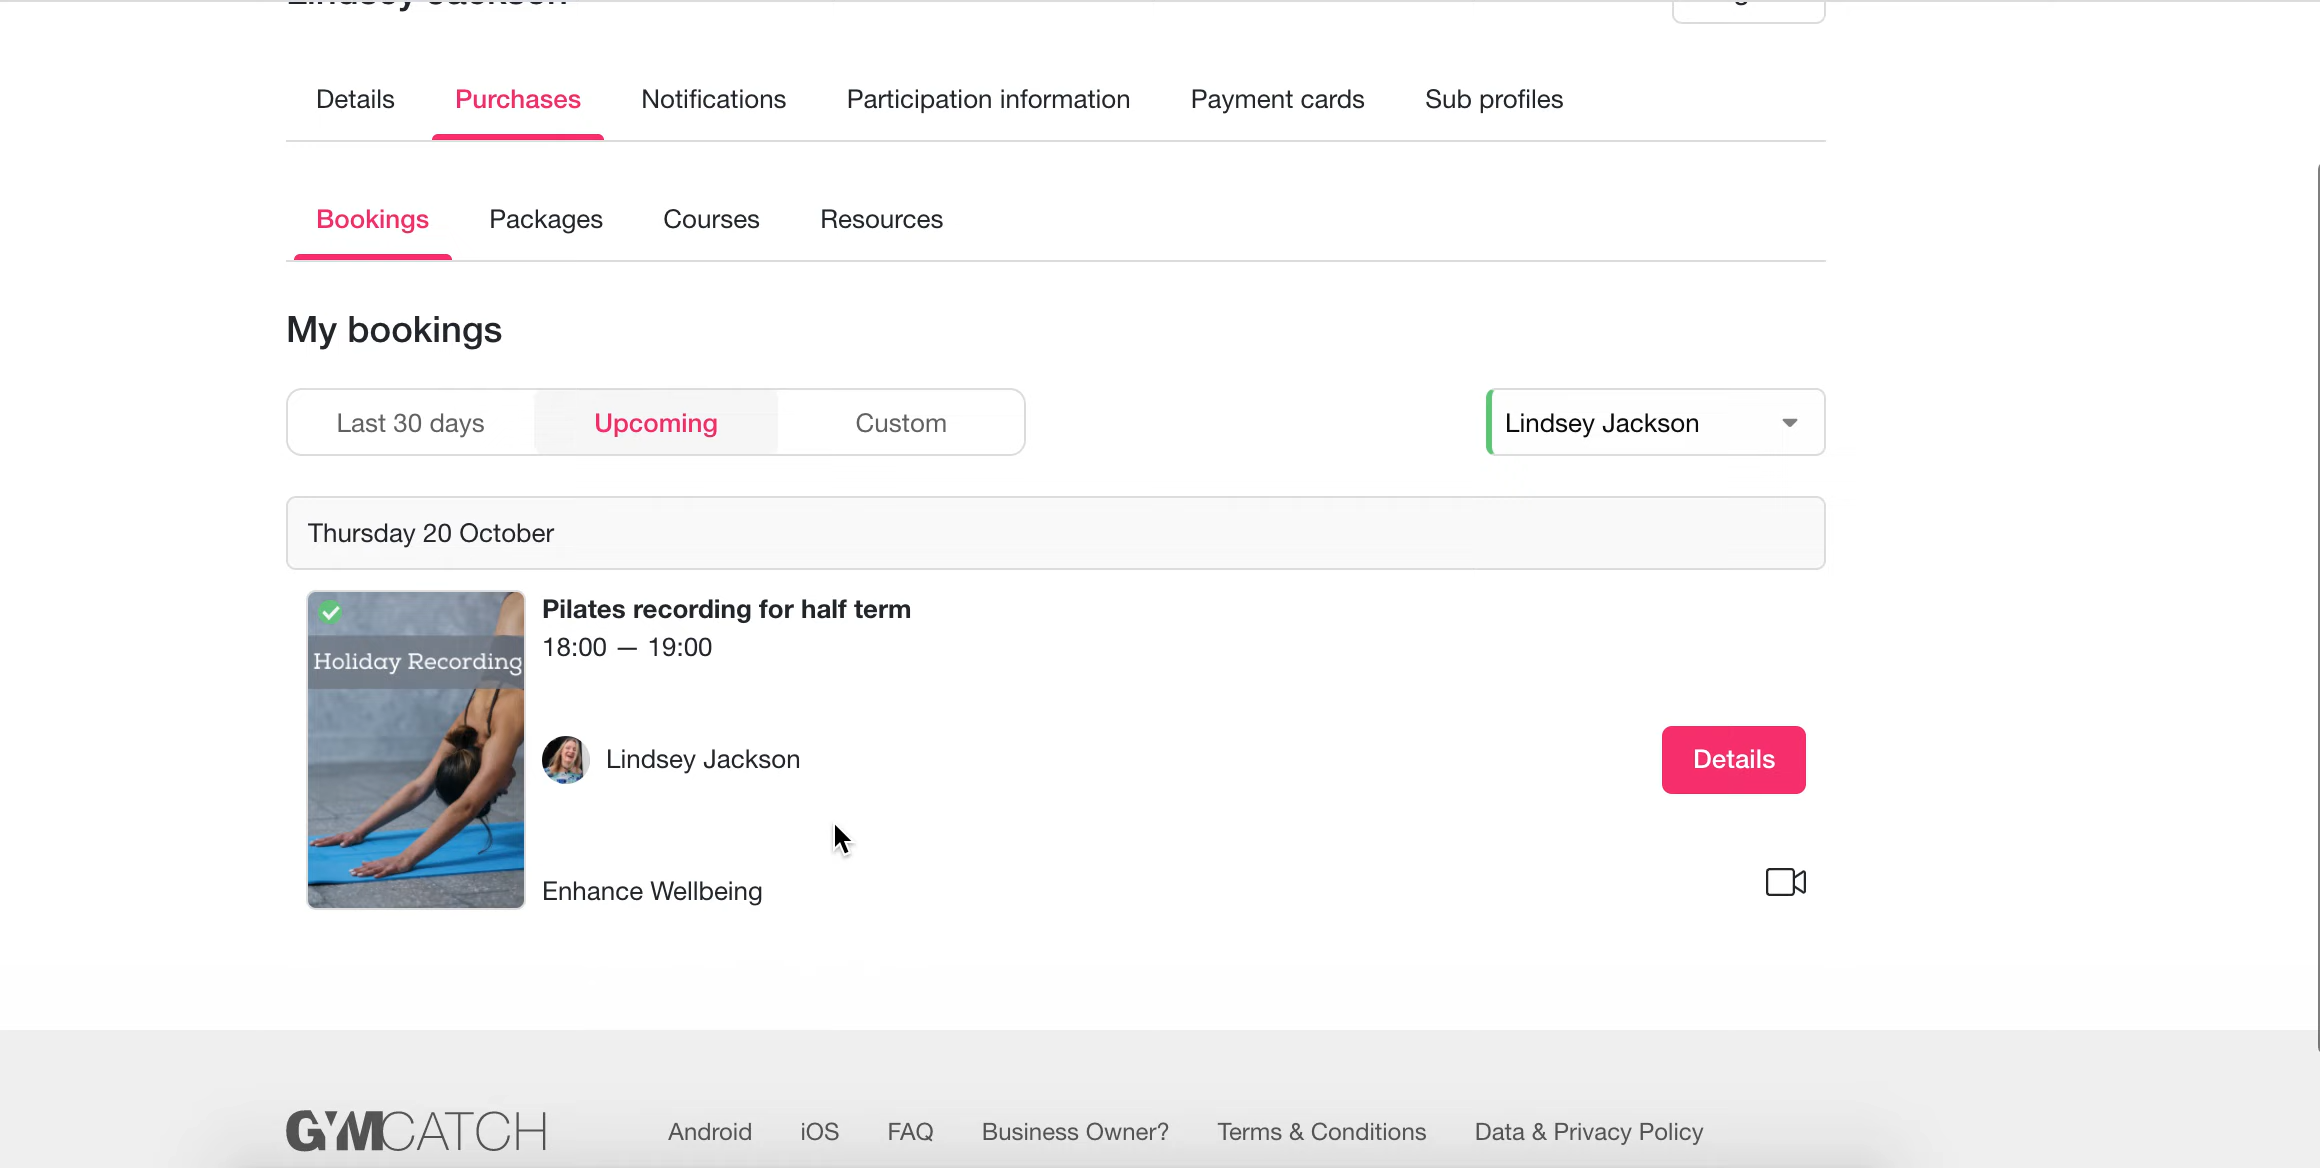 Lindsey Jackson
Details Purchases Notifications Participation information Payment cards Sub profiles
Bookings Packages Courses Resources
My bookings
Last 30 days Upcoming Custom Lindsey Jackson
Thursday 20 October
Holiday Recording
Pilates recording for half term
18:00 — 19:00
Lindsey Jackson
Details
Enhance Wellbeing
GYMCATCH Android iOS FAQ Business Owner? Terms & Conditions Data & Privacy Policy